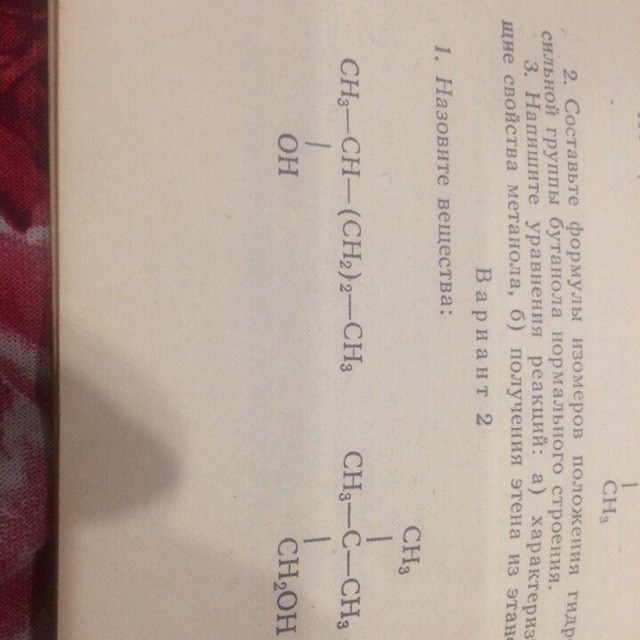 CH₃
2. Составьте формулы изомеров положения гидро
сильной группы бутанола нормального строения.
3. Напишите уравнения реакций: а) характериз
щие свойства метанола, б) получения этена из этан
Вариант 2
1. Назовите вещества:
CH₃
CH₃—CH—(CH₂)₂—CH₃ CH₃—C—CH₃
OH CH₂OH